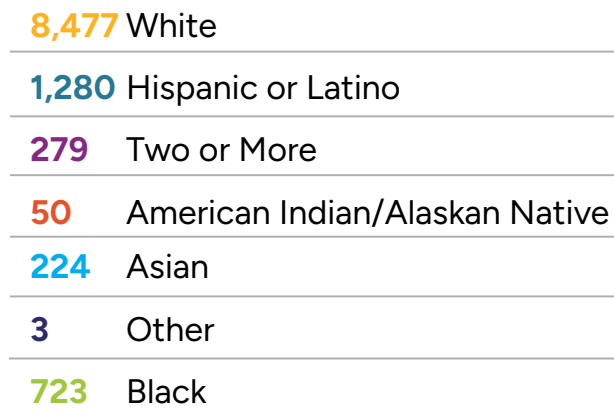 8,477 White
1,280 Hispanic or Latino
279 Two or More
50 American Indian/Alaskan Native
224 Asian
3 Other
723 Black